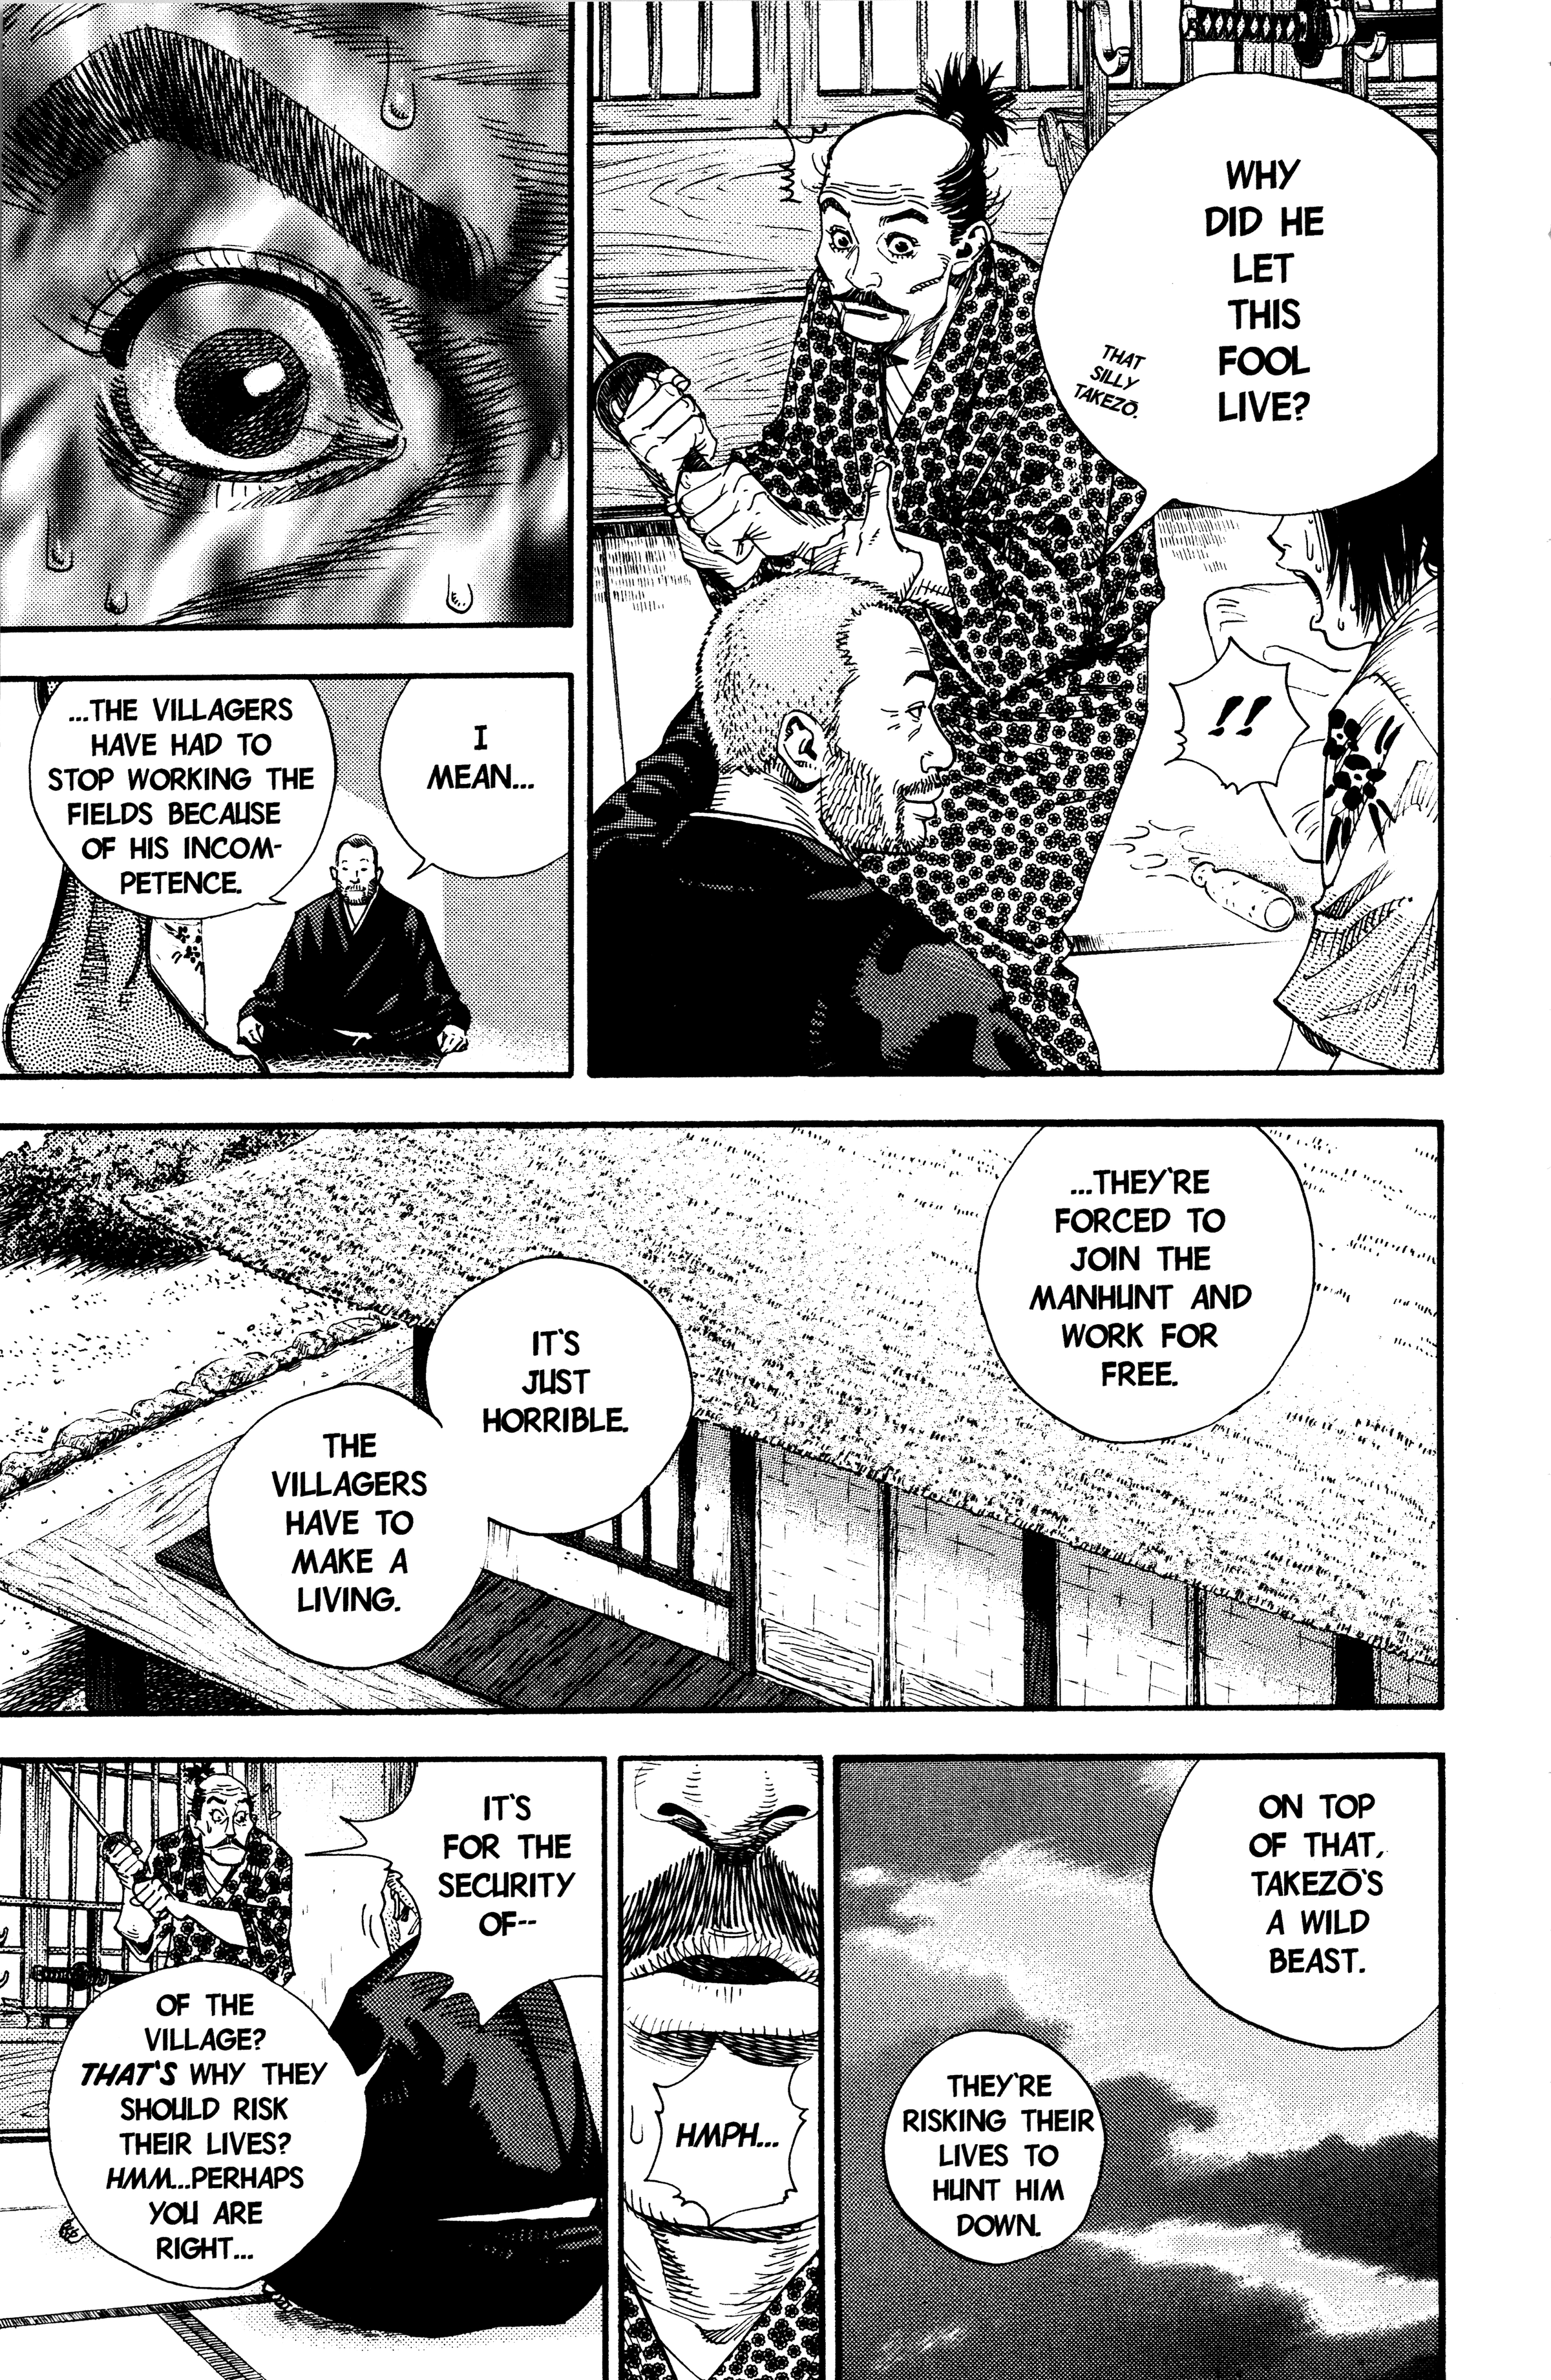 WHY
DID HE
LET
THIS
FOOL
LIVE?
THAT
SILLY
TAKEZŌ.
!!
I
MEAN...
...THE VILLAGERS
HAVE HAD TO
STOP WORKING THE
FIELDS BECAUSE
OF HIS INCOM-
PETENCE.
...THEY'RE
FORCED TO
JOIN THE
MANHUNT AND
WORK FOR
FREE.
IT'S
JUST
HORRIBLE.
THE
VILLAGERS
HAVE TO
MAKE A
LIVING.
ON TOP
OF THAT,
TAKEZŌ'S
A WILD
BEAST.
THEY'RE
RISKING THEIR
LIVES TO
HUNT HIM
DOWN.
HMPH...
IT'S
FOR THE
SECURITY
OF--
OF THE
VILLAGE?
THAT'S WHY THEY
SHOULD RISK
THEIR LIVES?
HMM...PERHAPS
YOU ARE
RIGHT...